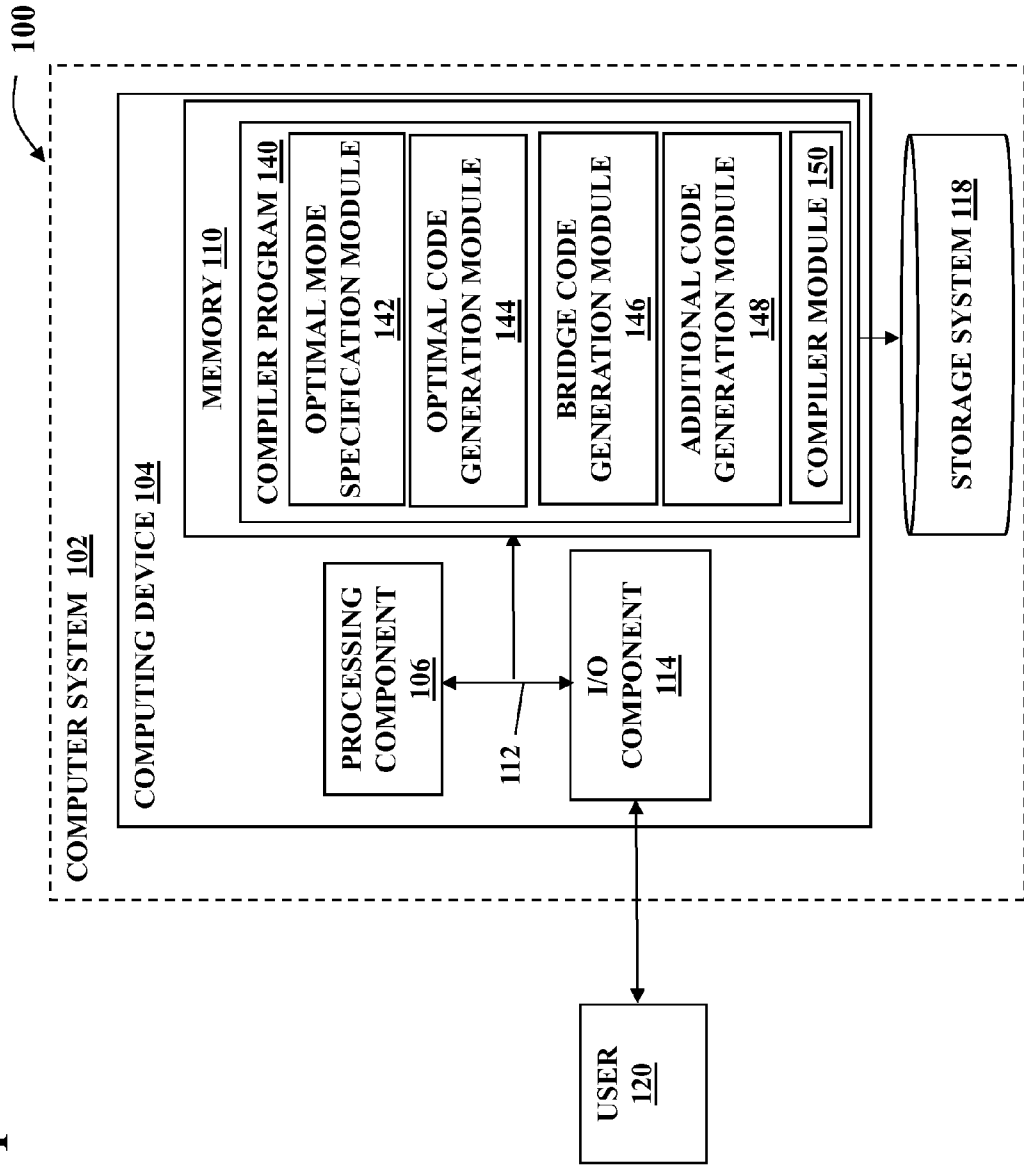 100
COMPUTER SYSTEM 102
COMPUTING DEVICE 104
MEMORY 110
COMPILER PROGRAM 140
OPTIMAL MODE
SPECIFICATION MODULE
142
OPTIMAL CODE
GENERATION MODULE
144
BRIDGE CODE
GENERATION MODULE
146
ADDITIONAL CODE
GENERATION MODULE
148
COMPILER MODULE 150
PROCESSING
COMPONENT
106
112
I/O
COMPONENT
114
STORAGE SYSTEM 118
USER
120